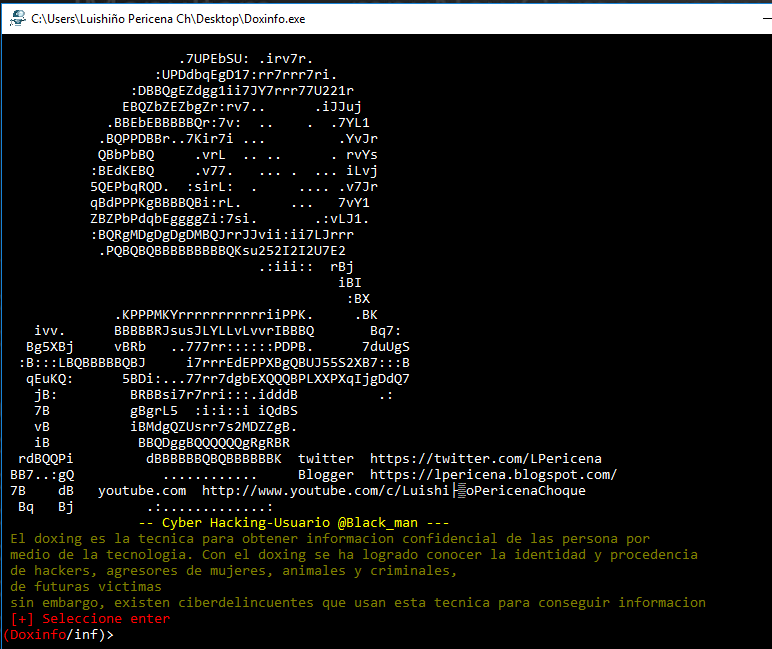 C:\Users\Luishiño Pericena Ch\Desktop\Doxinfo.exe
.7UPEbSU: .irv7r.
:UPDdbqEgD17:rr7rrr7ri.
:DBBQgEZdgg1ii7JY7rrr77U221r
EBQZbZEZbgZr:rv7.. .iJJuj
.BBEbEBBBBBQr:7v: .. . .7YL1
.BQPPDBBr..7Kir7i ... .YvJr
QBbPbBQ .vrL .. .. . rvYs
:BEdKEBQ .v77. ... . ... iLvj
5QEPbqRQD. :sirL: . .... .v7Jr
qBdPPPKgBBBBQBi:rL. ... 7vY1
ZBZPbPdqbEggggZi:7si. .:vLJ1.
:BQRgMDgDgDgDMBQJrrJJvii:ii7LJrrr
.PQBQBQBBBBBBBBBQKsu252I2I2U7E2
.:iii:: rBj
iBI
:BX
.KPPPMKYrrrrrrrrrrriiPPK. .BK
ivv. BBBBBRJsusJLYLLvLvvrIBBBQ Bq7:
Bg5XBj vBRb ..777rr::::::PDPB. 7duUgS
:B:::LBQBBBBBQBJ i7rrrEdEPPXBgQBUJ55S2XB7:::B
qEuKQ: 5BDi:...77rr7dgbEXQQQBPLXXPXqIjgDdQ7
jB: BRBBsi7r7rri:::.idddB .:
7B gBgrL5 :i:i::i iQdBS
vB iBMdgQZUsrr7s2MDZZgB.
iB BBQDggBQQQQQQgRgRBR
rdBQQPi dBBBBBBQBQBBBBBBK twitter https://twitter.com/LPericena
BB7..:gQ ............ Blogger https://lpericena.blogspot.com/
7B dB youtube.com http://www.youtube.com/c/Luishi├▒oPericenaChoque
Bq Bj .:.............:
-- Cyber Hacking-Usuario @Black_man ---
El doxing es la tecnica para obtener informacion confidencial de las persona por
medio de la tecnologia. Con el doxing se ha logrado conocer la identidad y procedencia
de hackers, agresores de mujeres, animales y criminales,
de futuras victimas
sin embargo, existen ciberdelincuentes que usan esta tecnica para conseguir informacion
[+] Seleccione enter
(Doxinfo/inf)>